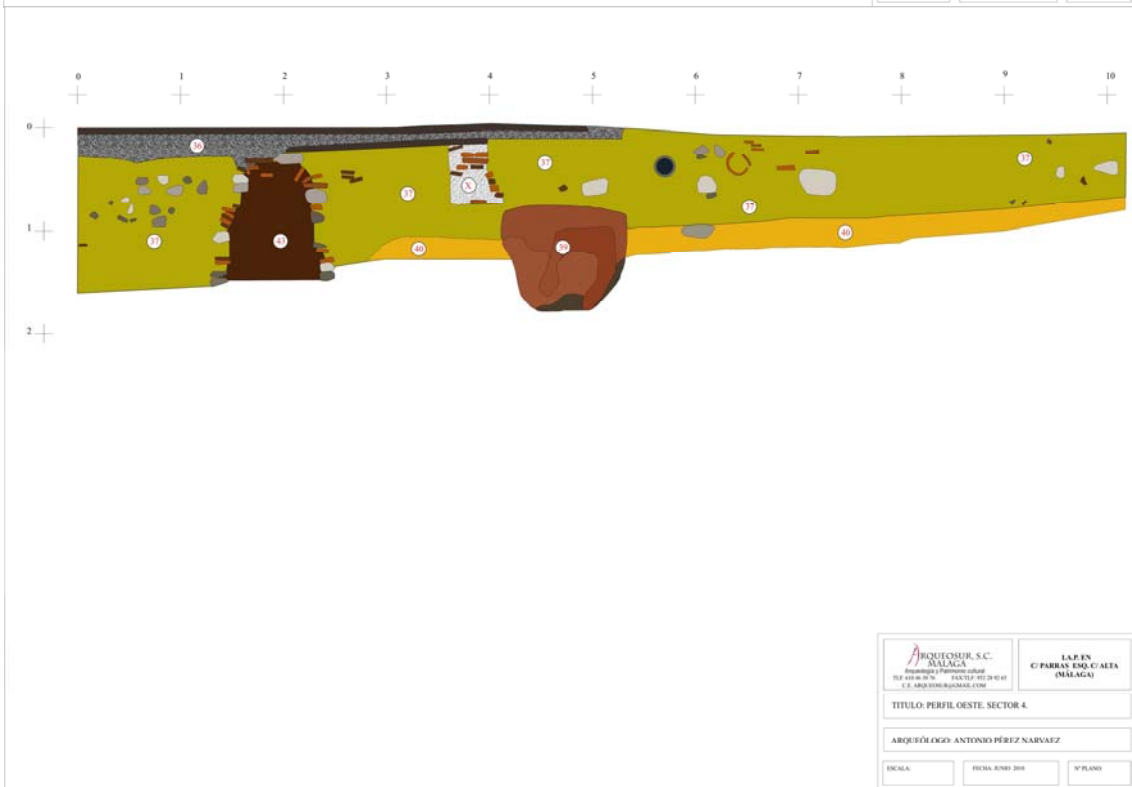 0 1 2 3 4 5 6 7 8 9 10
0
36
37
37
X
37
37
37
1
37
43
40
39
40
2
ARQUEOSUR, S.C.
MÁLAGA
Arqueología y Patrimonio cultural
C.E. ARQUEOSUR@GMAIL.COM
I.A.P. EN
C/ PARRAS ESQ. C/ ALTA
(MÁLAGA)
TITULO: PERFIL OESTE. SECTOR 4.
ARQUEÓLOGO: ANTONIO PÉREZ NARVAEZ
ESCALA:
FECHA: JUNIO 2010
Nº PLANO: